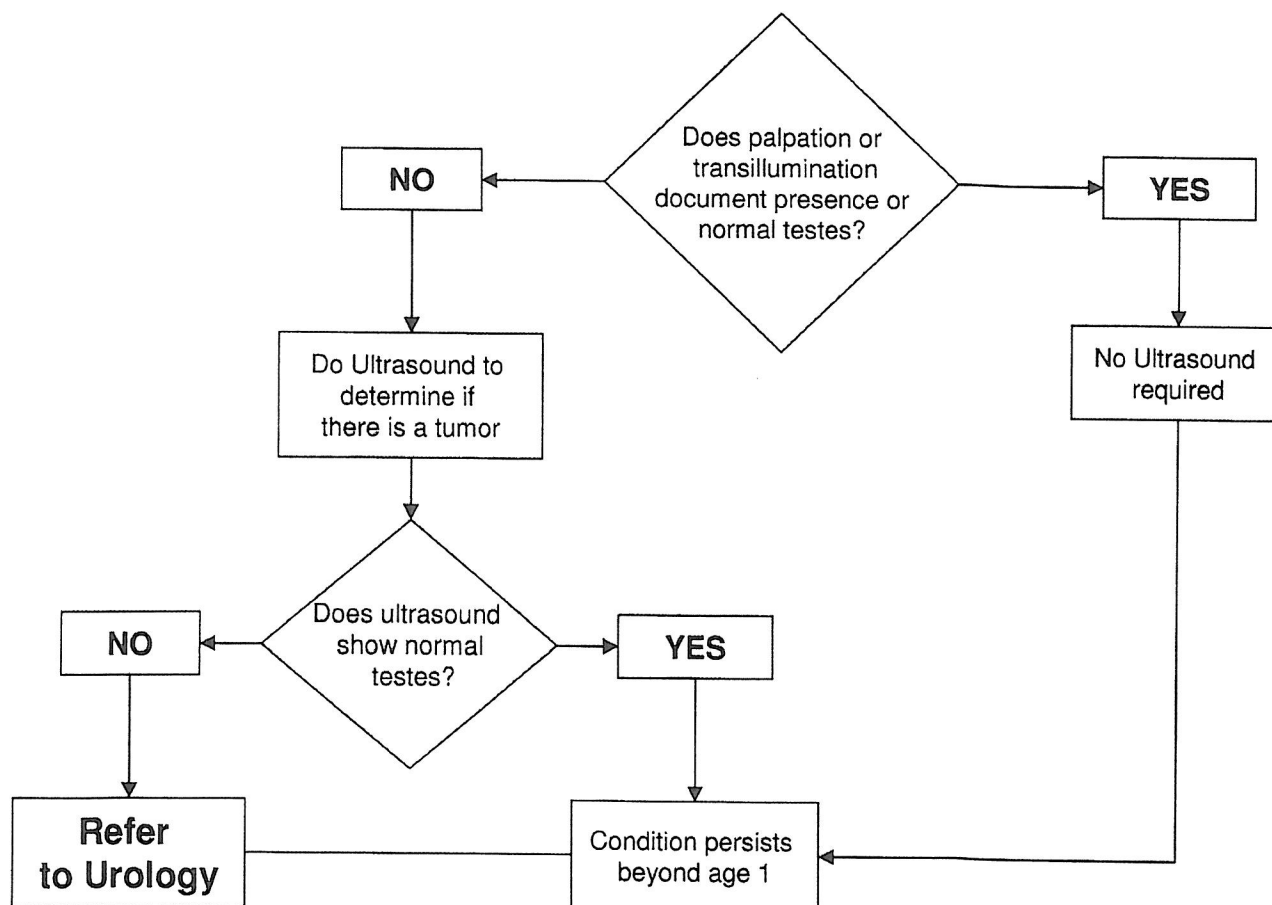 Does palpation or
transillumination
document presence or
normal testes?
NO
YES
Do Ultrasound to
determine if
there is a tumor
No Ultrasound
required
Does ultrasound
show normal
testes?
NO
YES
Refer
to Urology
Condition persists
beyond age 1